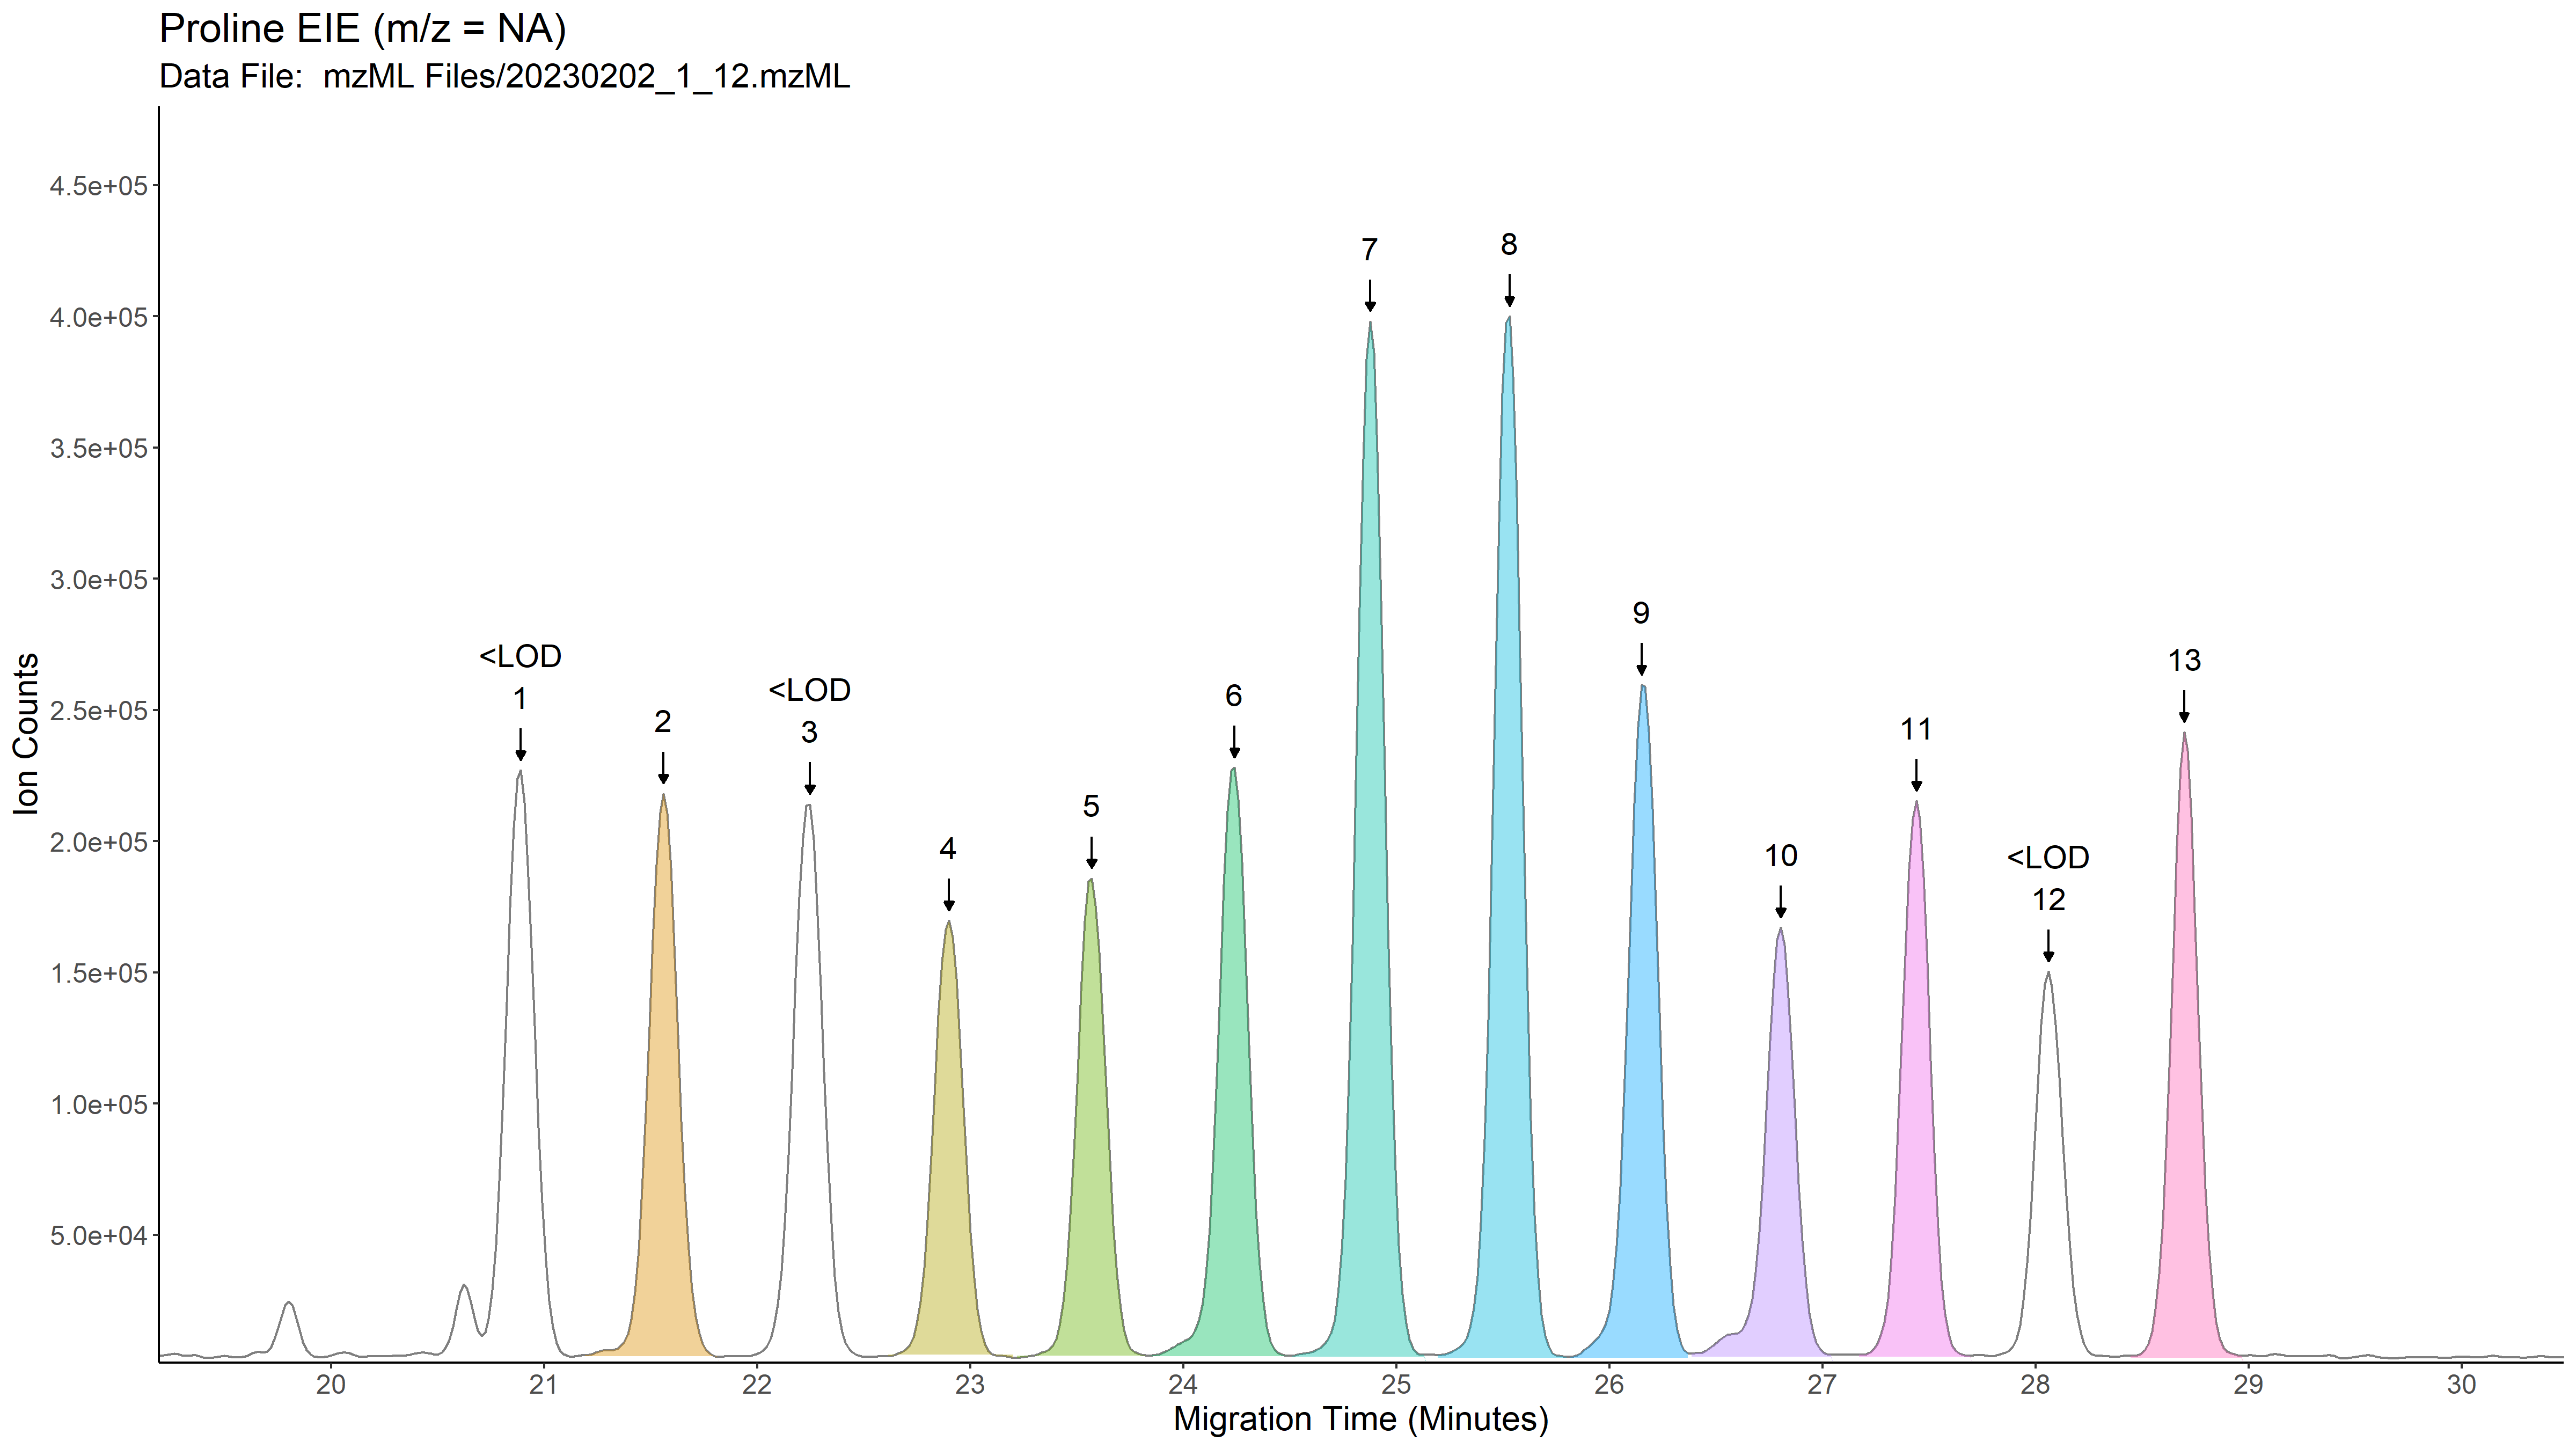 Proline EIE (m/z = NA)
Data File:  mzML Files/20230202_1_12.mzML
4.5e+05
4.0e+05
3.5e+05
3.0e+05
2.5e+05
2.0e+05
1.5e+05
1.0e+05
5.0e+04
Ion Counts
<LOD
1
2
<LOD
3
4
5
6
7
8
9
10
11
<LOD
12
13
20 21 22 23 24 25 26 27 28 29 30
Migration Time (Minutes)